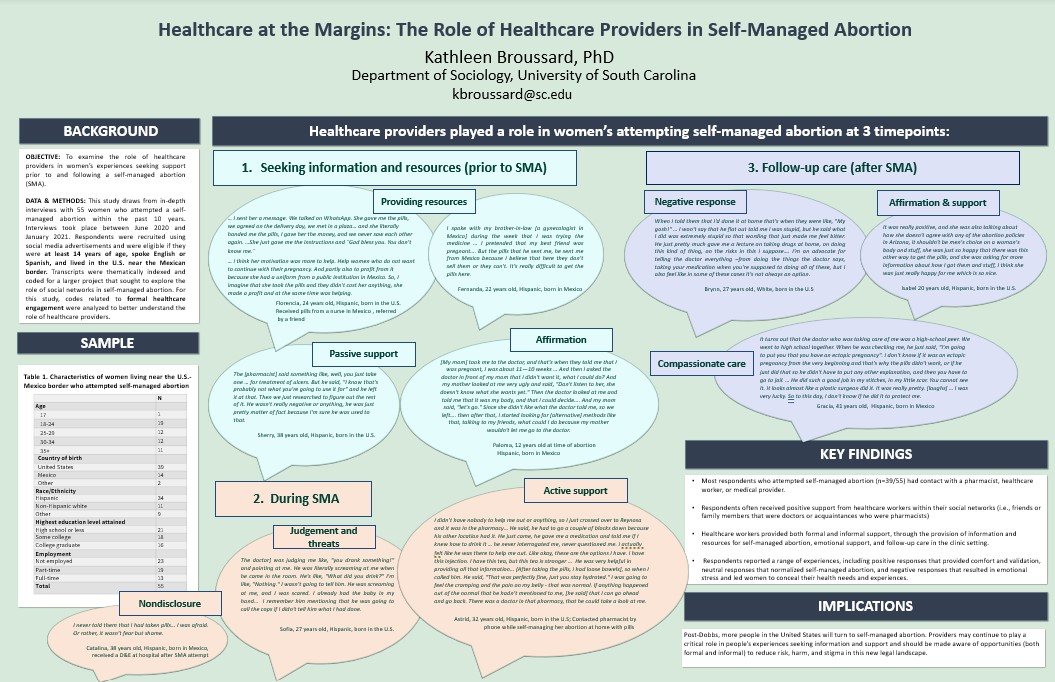 Healthcare at the Margins: The Role of Healthcare Providers in Self-Managed Abortion
Kathleen Broussard, PhD
Department of Sociology, University of South Carolina
kbroussard@sc.edu
BACKGROUND
OBJECTIVE: To examine the role of healthcare
providers in women's experiences seeking support
prior to and following a self-managed abortion
(SMA).
DATA & METHODS: This study draws from in-depth
interviews with 55 women who attempted a self-
managed abortion within the past 10 years.
Interviews took place between June 2020 and
January 2021. Respondents were recruited using
social media advertisements and were eligible if they
were at least 14 years of age, spoke English or
Spanish, and lived in the U.S. near the Mexican
border. Transcripts were thematically indexed and
coded for a larger project that sought to explore the
role of social networks in self-managed abortion. For
this study, codes related to formal healthcare
engagement were analyzed to better understand the
role of healthcare providers.
SAMPLE
Table 1. Characteristics of women living near the U.S.-
Mexico border who attempted self-managed abortion
N
Age
17 1
18-24 19
25-29 12
30-34 12
35+ 11
Country of birth
United States 39
Mexico 14
Other 2
Race/Ethnicity
Hispanic 34
Non-Hispanic white 11
Other 9
Highest education level attained
High school or less 21
Some college 18
College graduate 16
Employment
Not employed 23
Part-time 19
Full-time 13
Total 55
Healthcare providers played a role in women's attempting self-managed abortion at 3 timepoints:
1. Seeking information and resources (prior to SMA)
Providing resources
... I sent her a message. We talked on WhatsApp. She gave me the pills,
we agreed on the delivery day, we met in a plaza... and she literally
handed me the pills, I gave her the money, and we never saw each other
again. ...She just gave me the instructions and 'God bless you. You don't
know me.'
... I think her motivation was more to help. Help women who do not want
to continue with their pregnancy. And partly also to profit from it
because she had a uniform from a public institution in Mexico. So, I
imagine that she took the pills and they didn't cost her anything, she
made a profit and at the same time was helping.
Florencia, 24 years old, Hispanic, born in the U.S.
Received pills from a nurse in Mexico , referred
by a friend
I spoke with my brother-in-law [a gynecologist in
Mexico] during the week that I was trying the
medicine ... I pretended that my best friend was
pregnant. But the pills that he sent me, he sent me
from Mexico because I believe that here they don't
sell them or they can't. It's really difficult to get the
pills here.
Fernanda, 22 years old, Hispanic, born in Mexico
Passive support
The [pharmacist] said something like, well, you just take
one ... for treatment of ulcers. But he said, "I know that's
probably not what you're going to use it for" and he left
it at that. Then we just researched to figure out the rest
of it. He wasn't really negative or anything, he was just
pretty matter of fact because I'm sure he was used to
that.
Sherry, 38 years old, Hispanic, born in the U.S.
Affirmation
[My mom] took me to the doctor, and that's when they told me that I
was pregnant, I was about 11—10 weeks ... And then I asked the
doctor in front of my mom that I didn't want it, what I could do. And
my mother looked at me very ugly and said, "Don't listen to her, she
doesn't know what she wants yet." Then the doctor looked at me and
told me that it was my body, and that I could decide.... And my mom
said, "let's go." Since she didn't like what the doctor told me, so we
left.... then after that, I started looking for [alternative] methods like
that, talking to my friends, what could I do because my mother
wouldn't let me go to the doctor.
Paloma, 12 years old at time of abortion
Hispanic, born in Mexico
2. During SMA
Judgement and
threats
The doctor] was judging me like, "you drank something!"
and pointing at me. He was literally screaming at me when
he came in the room. He's like, "What did you drink?" I'm
like, "Nothing." I wasn't going to tell him. He was screaming
at me, and I was scared. I already had the baby in my
hand... I remember him mentioning that he was going to
call the cops if I didn't tell him what I had done.
Sofia, 27 years old, Hispanic, born in the U.S.
Nondisclosure
I never told them that I had taken pills... I was afraid.
Or rather, it wasn't fear but shame.
Catalina, 38 years old, Hispanic, born in Mexico,
received a D&E at hospital after SMA attempt
Active support
I didn't have nobody to help me out or anything, so I just crossed over to Reynosa
and it was in the pharmacy... He said, he had to go a couple of blocks down because
his other location had it. He just came, he gave me a medication and told me if I
knew how to drink it ... he never interrupted me, never questioned me. I actually
felt like he was there to help me out. Like okay, these are the options I have. I have
this injection. I have this tea, but this tea is stronger ... He was very helpful in
providing all that information... [After taking the pills, I had loose bowels], so when I
called him. He said, "That was perfectly fine, just you stay hydrated." I was going to
feel the cramping and the pain on my belly - that was normal. If anything happened
out of the normal that he hadn't mentioned to me, [he said] that I can go ahead
and go back. There was a doctor in that pharmacy, that he could take a look at me.
Astrid, 32 years old, Hispanic, born in the U.S; Contacted pharmacist by
phone while self-managing her abortion at home with pills
3. Follow-up care (after SMA)
Negative response
When I told them that I'd done it at home that's when they were like, "My
gosh!" ... I won't say that he flat out told me I was stupid, but he said what
I did was extremely stupid so that wording that just made me feel bitter.
He just pretty much gave me a lecture on taking drugs at home, on doing
this kind of thing, on the risks in this I suppose... I'm an advocate for
telling the doctor everything –from doing the things the doctor says,
taking your medication when you're supposed to doing all of these, but I
also feel like in some of these cases it's not always an option.
Brynn, 27 years old, White, born in the U.S
Affirmation & support
It was really positive, and she was also talking about
how she doesn't agree with any of the abortion policies
in Arizona, it shouldn't be men's choice on a woman's
body and stuff, she was just so happy that there was this
other way to get the pills, and she was asking for more
information about how I got them and stuff. I think she
was just really happy for me which is so nice.
Isabel 20 years old, Hispanic, born in the U.S.
Compassionate care
It turns out that the doctor who was taking care of me was a high-school peer. We
went to high school together. When he was checking me, he just said, "I'm going
to put you that you have an ectopic pregnancy". I don't know if it was an ectopic
pregnancy from the very beginning and that's why the pills didn't work, or if he
just did that so he didn't have to put any other explanation, and then you have to
go to jail ... He did such a good job in my stitches, in my little scar. You cannot see
it. It looks almost like a plastic surgeon did it. It was really pretty. [laughs] ... I was
very lucky. So to this day, I don't know if he did it to protect me.
Gracia, 41 years old, Hispanic, born in Mexico
KEY FINDINGS
• Most respondents who attempted self-managed abortion (n=39/55) had contact with a pharmacist, healthcare
worker, or medical provider.
• Respondents often received positive support from healthcare workers within their social networks (i.e., friends or
family members that were doctors or acquaintances who were pharmacists)
• Healthcare workers provided both formal and informal support, through the provision of information and
resources for self-managed abortion, emotional support, and follow-up care in the clinic setting.
• Respondents reported a range of experiences, including positive responses that provided comfort and validation,
neutral responses that normalized self-managed abortion, and negative responses that resulted in emotional
stress and led women to conceal their health needs and experiences.
IMPLICATIONS
Post-Dobbs, more people in the United States will turn to self-managed abortion. Providers may continue to play a
critical role in people's experiences seeking information and support and should be made aware of opportunities (both
formal and informal) to reduce risk, harm, and stigma in this new legal landscape.